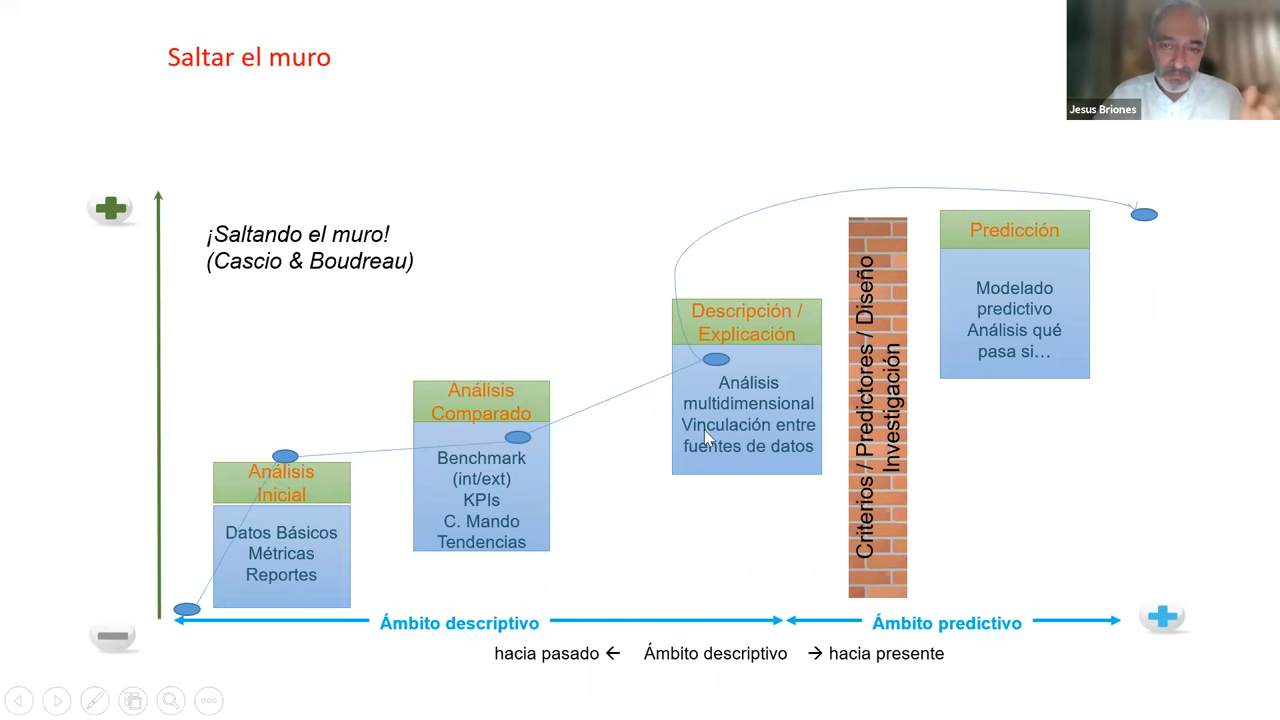 Saltar el muro
Jesus Briones
¡Saltando el muro!
(Cascio & Boudreau)
Análisis
Inicial
Datos Básicos
Métricas
Reportes
Análisis
Comparado
Benchmark
(int/ext)
KPIs
C. Mando
Tendencias
Descripción /
Explicación
Análisis
multidimensional
Vinculación entre
fuentes de datos
Criterios / Predictores / Diseño
Investigación
Predicción
Modelado
predictivo
Análisis qué
pasa si…
Ámbito descriptivo
Ámbito predictivo
hacia pasado ← Ámbito descriptivo → hacia presente